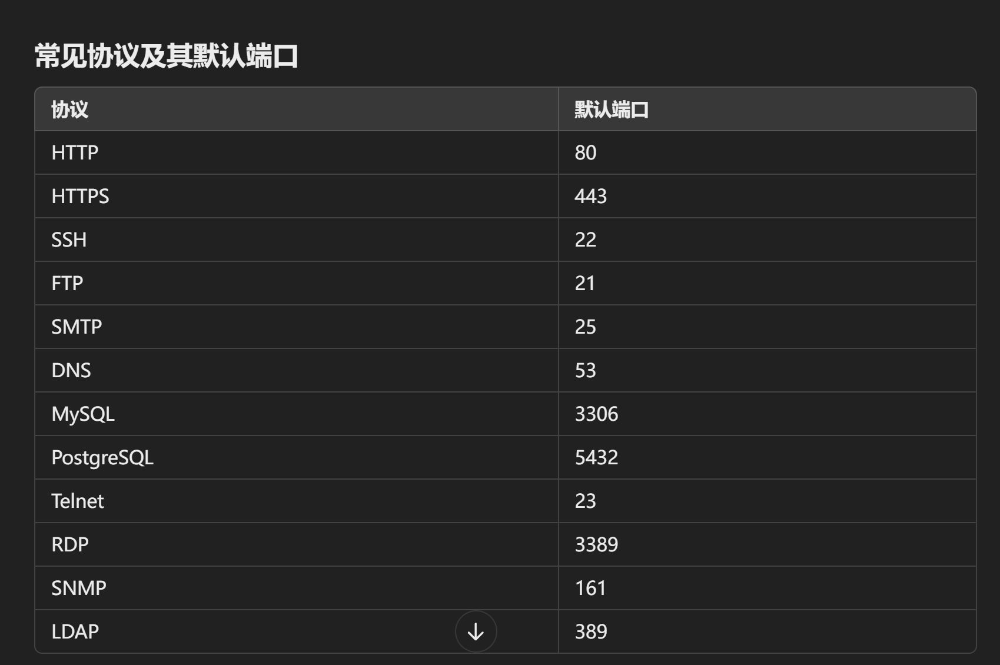 常见协议及其默认端口
协议 默认端口
HTTP 80
HTTPS 443
SSH 22
FTP 21
SMTP 25
DNS 53
MySQL 3306
PostgreSQL 5432
Telnet 23
RDP 3389
SNMP 161
LDAP 389